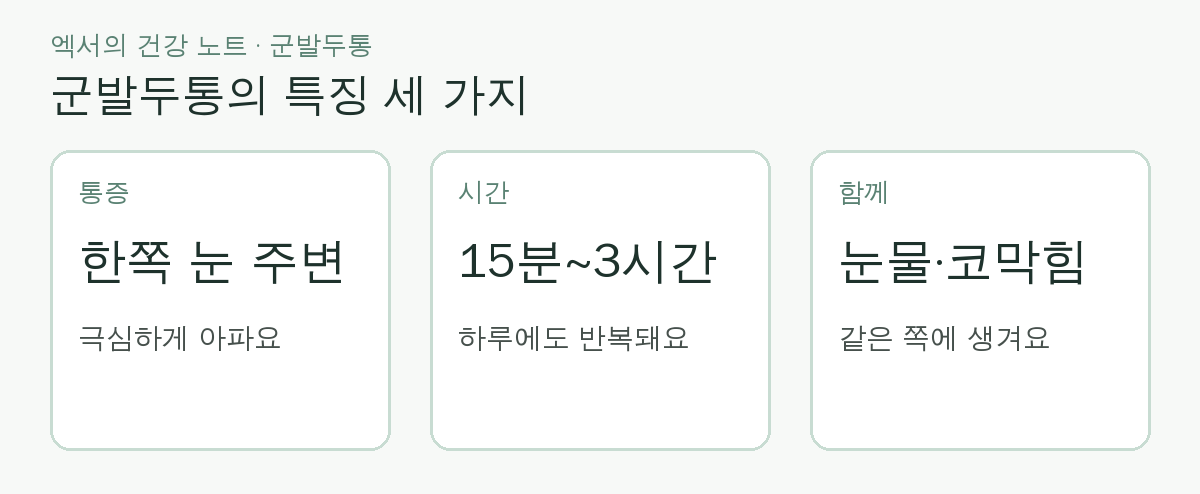 엑서의 건강 노트 · 군발두통
군발두통의 특징 세 가지
통증
한쪽 눈 주변
극심하게 아파요
시간
15분~3시간
하루에도 반복돼요
함께
눈물·코막힘
같은 쪽에 생겨요